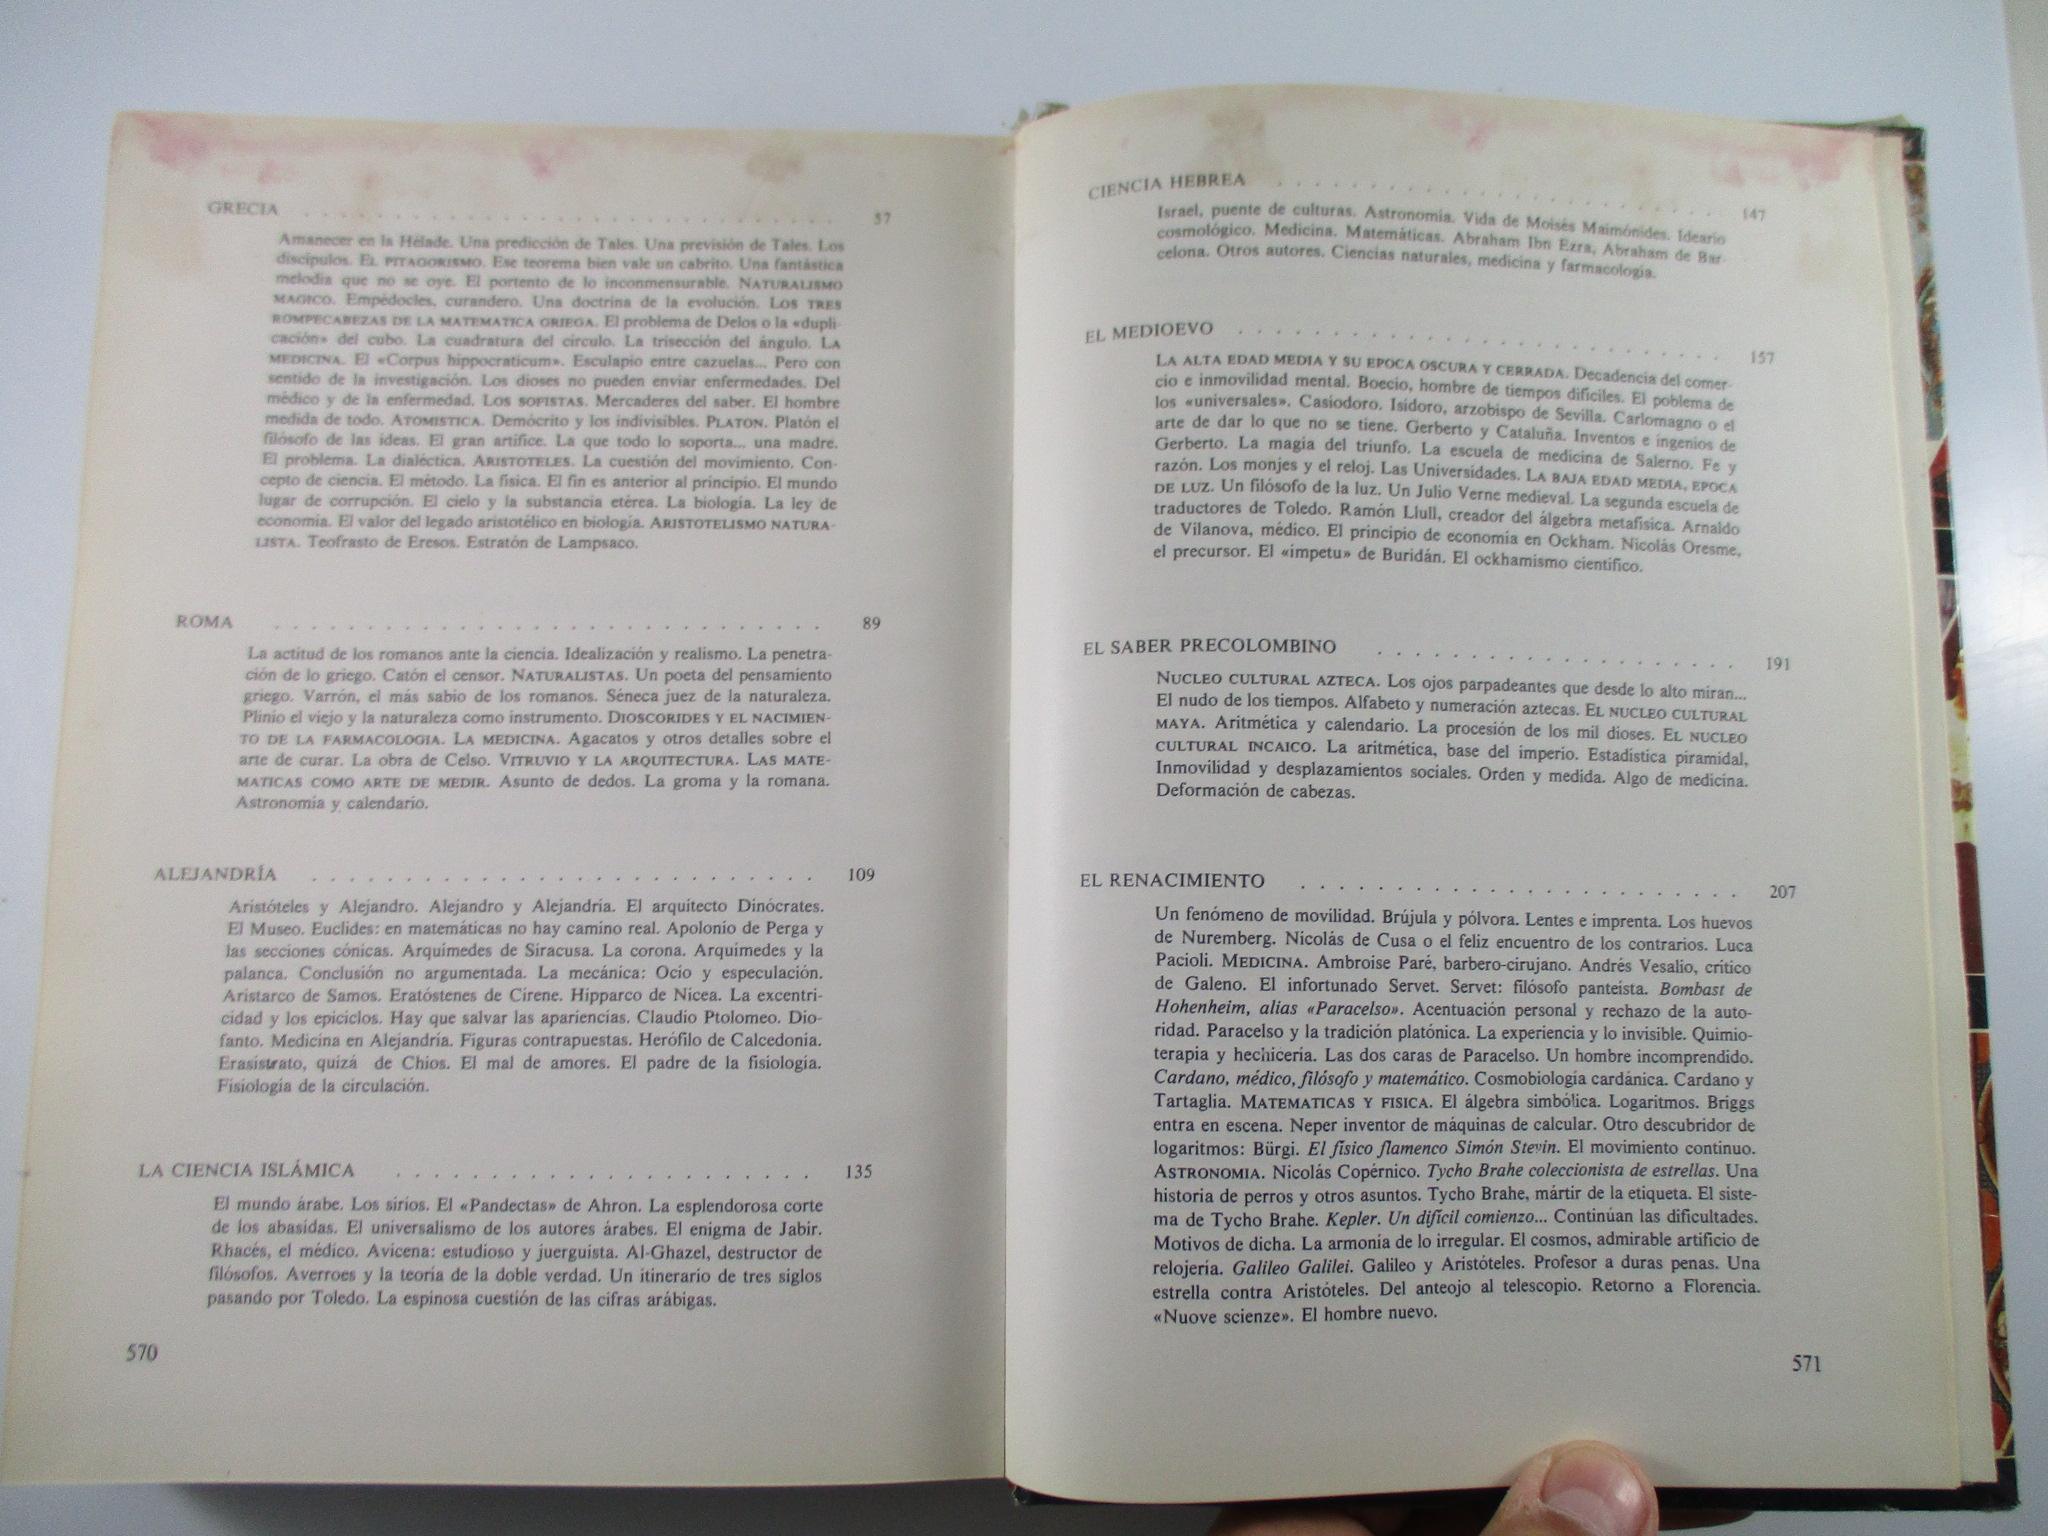 GRECIA . . . . . . . . . . . . . . . . . . . . . . . . . . . . 57
Amanecer en la Hélade. Una predicción de Tales. Una previsión de Tales. Los
discípulos. EL PITAGORISMO. Ese teorema bien vale un cabrito. Una fantástica
melodía que no se oye. El portento de lo inconmensurable. NATURALISMO
MAGICO. Empédocles, curandero. Una doctrina de la evolución. LOS TRES
ROMPECABEZAS DE LA MATEMATICA GRIEGA. El problema de Delos o la «dupli-
cación» del cubo. La cuadratura del círculo. La trisección del ángulo. LA
MEDICINA. El «Corpus hippocraticum». Esculapio entre cazuelas... Pero con
sentido de la investigación. Los dioses no pueden enviar enfermedades. Del
médico y de la enfermedad. LOS SOFISTAS. Mercaderes del saber. El hombre
medida de todo. ATOMISTICA. Demócrito y los indivisibles. PLATON. Platón el
filósofo de las ideas. El gran artífice. La que todo lo soporta... una madre.
El problema. La dialéctica. ARISTOTELES. La cuestión del movimiento. Con-
cepto de ciencia. El método. La física. El fin es anterior al principio. El mundo
lugar de corrupción. El cielo y la substancia etérea. La biología. La ley de
economía. El valor del legado aristotélico en biología. ARISTOTELISMO NATURA-
LISTA. Teofrasto de Eresos. Estratón de Lampsaco.
ROMA . . . . . . . . . . . . . . . . . . . . . . . . . . . . . 89
La actitud de los romanos ante la ciencia. Idealización y realismo. La penetra-
ción de lo griego. Catón el censor. NATURALISTAS. Un poeta del pensamiento
griego. Varrón, el más sabio de los romanos. Séneca juez de la naturaleza.
Plinio el viejo y la naturaleza como instrumento. DIOSCORIDES Y EL NACIMIEN-
TO DE LA FARMACOLOGIA. LA MEDICINA. Agacatos y otros detalles sobre el
arte de curar. La obra de Celso. VITRUVIO Y LA ARQUITECTURA. LAS MATE-
MATICAS COMO ARTE DE MEDIR. Asunto de dedos. La groma y la romana.
Astronomía y calendario.
ALEJANDRÍA . . . . . . . . . . . . . . . . . . . . . . . . . 109
Aristóteles y Alejandro. Alejandro y Alejandría. El arquitecto Dinócrates.
El Museo. Euclides: en matemáticas no hay camino real. Apolonio de Perga y
las secciones cónicas. Arquímedes de Siracusa. La corona. Arquímedes y la
palanca. Conclusión no argumentada. La mecánica: Ocio y especulación.
Aristarco de Samos. Eratóstenes de Cirene. Hipparco de Nicea. La excentri-
cidad y los epiciclos. Hay que salvar las apariencias. Claudio Ptolomeo. Dio-
fanto. Medicina en Alejandría. Figuras contrapuestas. Herófilo de Calcedonia.
Erasístrato, quizá de Chios. El mal de amores. El padre de la fisiología.
Fisiología de la circulación.
LA CIENCIA ISLÁMICA . . . . . . . . . . . . . . . . . . . . 135
El mundo árabe. Los sirios. El «Pandectas» de Ahron. La esplendorosa corte
de los abasidas. El universalismo de los autores árabes. El enigma de Jabir.
Rhacés, el médico. Avicena: estudioso y juerguista. Al-Ghazel, destructor de
filósofos. Averroes y la teoría de la doble verdad. Un itinerario de tres siglos
pasando por Toledo. La espinosa cuestión de las cifras arábigas.
570
CIENCIA HEBREA . . . . . . . . . . . . . . . . . . . . . . . 147
Israel, puente de culturas. Astronomía. Vida de Moisés Maimónides. Ideario
cosmológico. Medicina. Matemáticas. Abraham Ibn Ezra, Abraham de Bar-
celona. Otros autores. Ciencias naturales, medicina y farmacología.
EL MEDIOEVO . . . . . . . . . . . . . . . . . . . . . . . . 157
LA ALTA EDAD MEDIA Y SU EPOCA OSCURA Y CERRADA. Decadencia del comer-
cio e inmovilidad mental. Boecio, hombre de tiempos difíciles. El poblema de
los «universales». Casiodoro. Isidoro, arzobispo de Sevilla. Carlomagno o el
arte de dar lo que no se tiene. Gerberto y Cataluña. Inventos e ingenios de
Gerberto. La magia del triunfo. La escuela de medicina de Salerno. Fe y
razón. Los monjes y el reloj. Las Universidades. LA BAJA EDAD MEDIA, EPOCA
DE LUZ. Un filósofo de la luz. Un Julio Verne medieval. La segunda escuela de
traductores de Toledo. Ramón Llull, creador del álgebra metafísica. Arnaldo
de Vilanova, médico. El principio de economía en Ockham. Nicolás Oresme,
el precursor. El «ímpetu» de Buridán. El ockhamismo científico.
EL SABER PRECOLOMBINO . . . . . . . . . . . . . . . . . . . 191
NUCLEO CULTURAL AZTECA. Los ojos parpadeantes que desde lo alto miran...
El nudo de los tiempos. Alfabeto y numeración aztecas. EL NUCLEO CULTURAL
MAYA. Aritmética y calendario. La procesión de los mil dioses. EL NUCLEO
CULTURAL INCAICO. La aritmética, base del imperio. Estadística piramidal,
Inmovilidad y desplazamientos sociales. Orden y medida. Algo de medicina.
Deformación de cabezas.
EL RENACIMIENTO . . . . . . . . . . . . . . . . . . . . . . 207
Un fenómeno de movilidad. Brújula y pólvora. Lentes e imprenta. Los huevos
de Nuremberg. Nicolás de Cusa o el feliz encuentro de los contrarios. Luca
Pacioli. MEDICINA. Ambroise Paré, barbero-cirujano. Andrés Vesalio, crítico
de Galeno. El infortunado Servet. Servet: filósofo panteísta. Bombast de
Hohenheim, alias «Paracelso». Acentuación personal y rechazo de la auto-
ridad. Paracelso y la tradición platónica. La experiencia y lo invisible. Quimio-
terapia y hechicería. Las dos caras de Paracelso. Un hombre incomprendido.
Cardano, médico, filósofo y matemático. Cosmobiología cardánica. Cardano y
Tartaglia. MATEMATICAS Y FISICA. El álgebra simbólica. Logaritmos. Briggs
entra en escena. Neper inventor de máquinas de calcular. Otro descubridor de
logaritmos: Bürgi. El físico flamenco Simón Stevin. El movimiento continuo.
ASTRONOMIA. Nicolás Copérnico. Tycho Brahe coleccionista de estrellas. Una
historia de perros y otros asuntos. Tycho Brahe, mártir de la etiqueta. El siste-
ma de Tycho Brahe. Kepler. Un difícil comienzo... Continúan las dificultades.
Motivos de dicha. La armonía de lo irregular. El cosmos, admirable artificio de
relojería. Galileo Galilei. Galileo y Aristóteles. Profesor a duras penas. Una
estrella contra Aristóteles. Del anteojo al telescopio. Retorno a Florencia.
«Nuove scienze». El hombre nuevo.
571